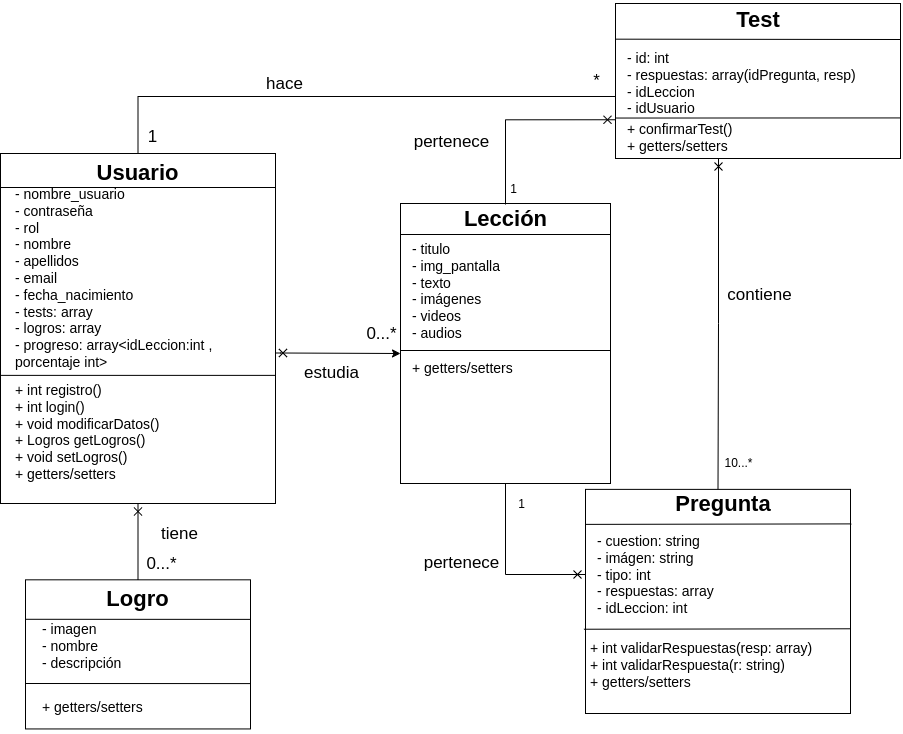 Test
- id: int
- respuestas: array(idPregunta, resp)
- idLeccion
- idUsuario
+ confirmarTest()
+ getters/setters
hace
*
1
pertenece
1
Usuario
- nombre_usuario
- contraseña
- rol
- nombre
- apellidos
- email
- fecha_nacimiento
- tests: array
- logros: array
- progreso: array<idLeccion:int ,
porcentaje int>
+ int registro()
+ int login()
+ void modificarDatos()
+ Logros getLogros()
+ void setLogros()
+ getters/setters
0...*
estudia
Lección
- titulo
- img_pantalla
- texto
- imágenes
- videos
- audios
+ getters/setters
contiene
10...*
1
pertenece
tiene
0...*
Logro
- imagen
- nombre
- descripción
+ getters/setters
Pregunta
- cuestion: string
- imágen: string
- tipo: int
- respuestas: array
- idLeccion: int
+ int validarRespuestas(resp: array)
+ int validarRespuesta(r: string)
+ getters/setters